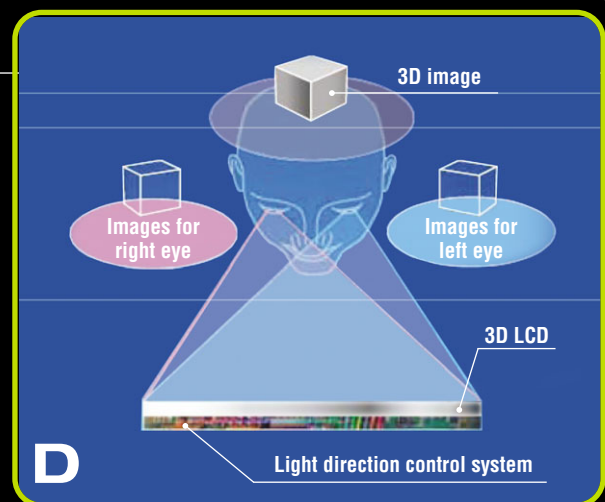 3D image
Images for
right eye
Images for
left eye
3D LCD
Light direction control system
D